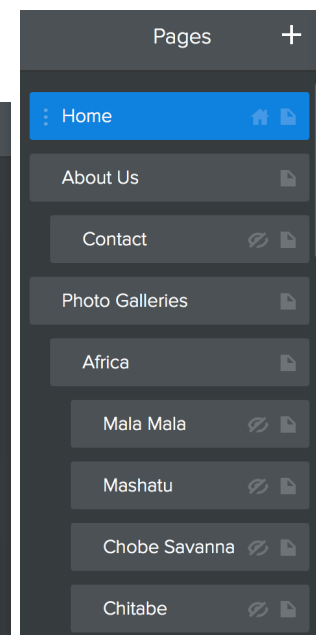 Pages
Home
About Us
Contact
Photo Galleries
Africa
Mala Mala
Mashatu
Chobe Savanna
Chitabe